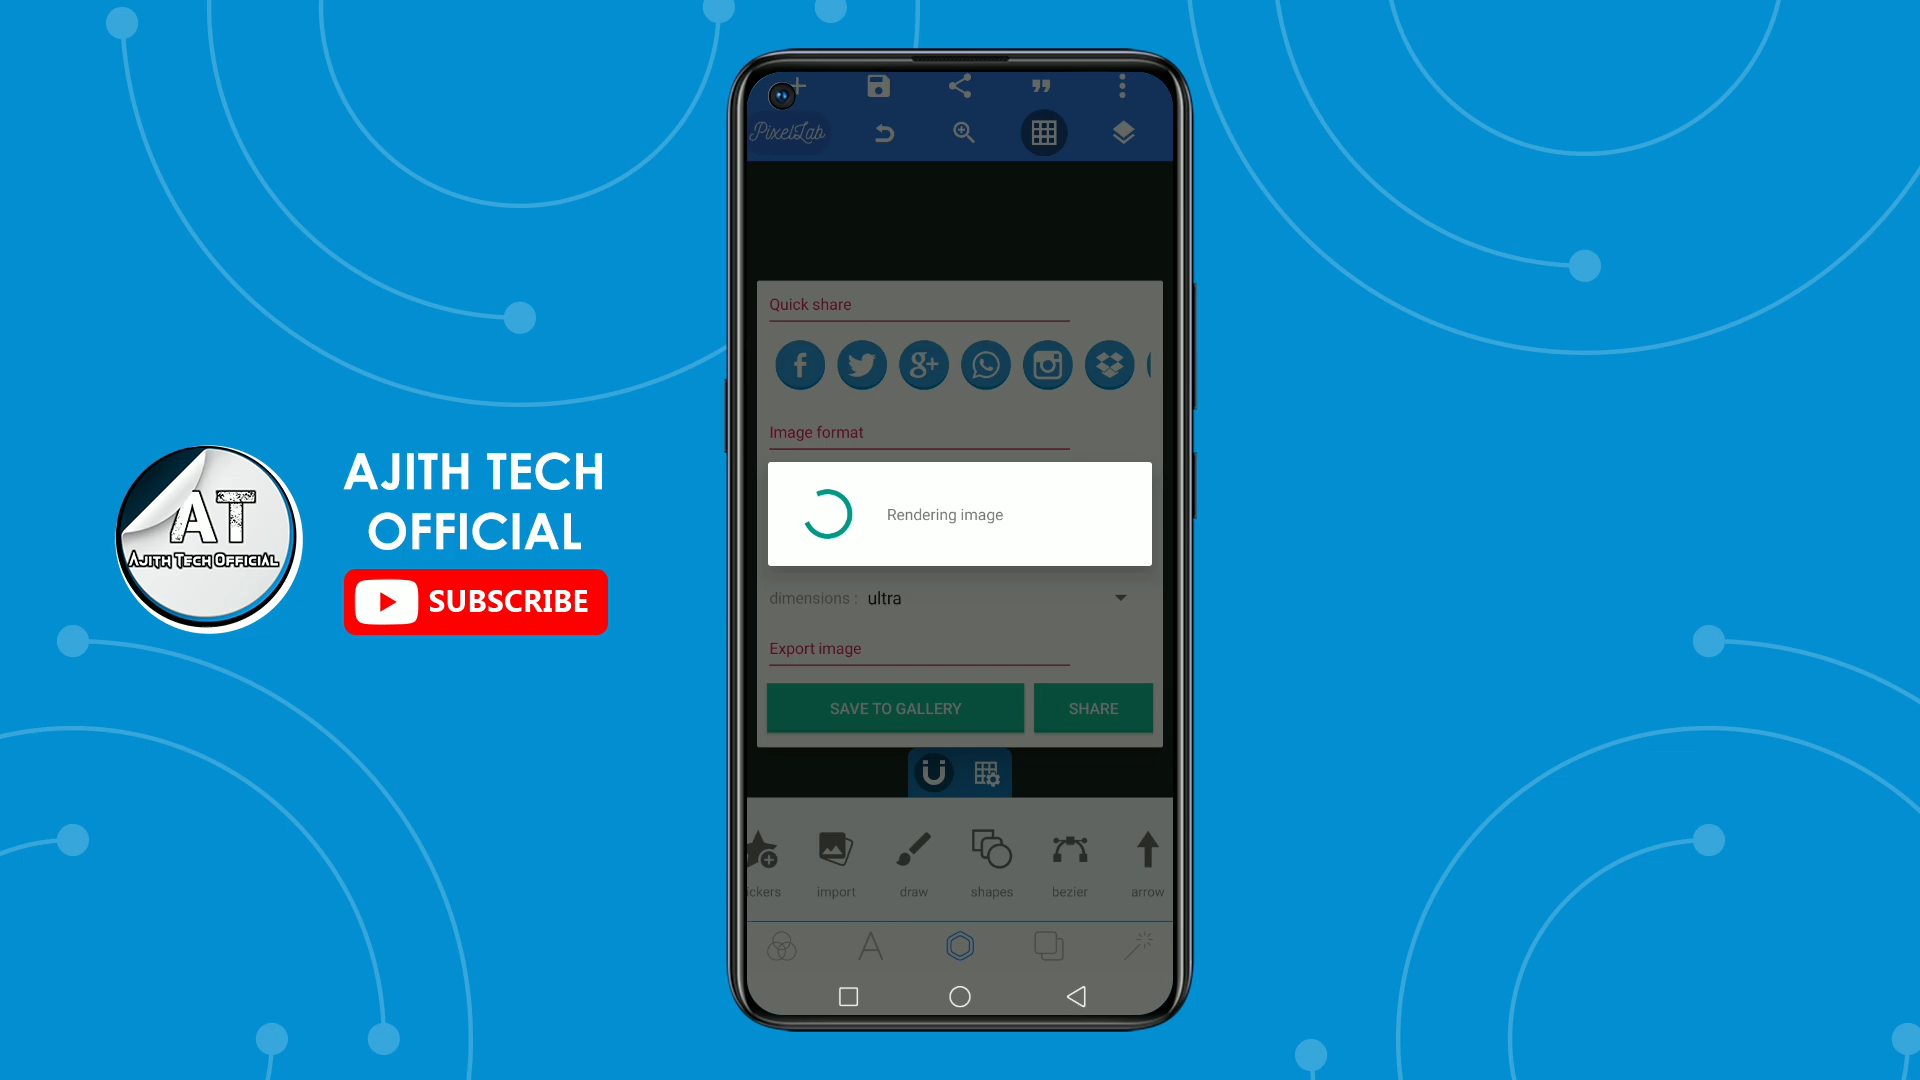 PixelLab
Quick share
Image format
Rendering image
dimensions : ultra
Export image
SAVE TO GALLERY
SHARE
ickers
import
draw
shapes
bezier
arrow
AT
AJITH TECH OFFICIAL
AJITH TECH
OFFICIAL
SUBSCRIBE